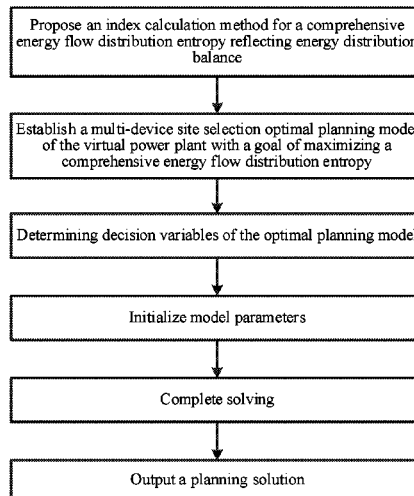 Propose an index calculation method for a comprehensive
energy flow distribution entropy reflecting energy distribution
balance
Establish a multi-device site selection optimal planning mode
of the virtual power plant with a goal of maximizing a
comprehensive energy flow distribution entropy
Determining decision variables of the optimal planning model
Initialize model parameters
Complete solving
Output a planning solution